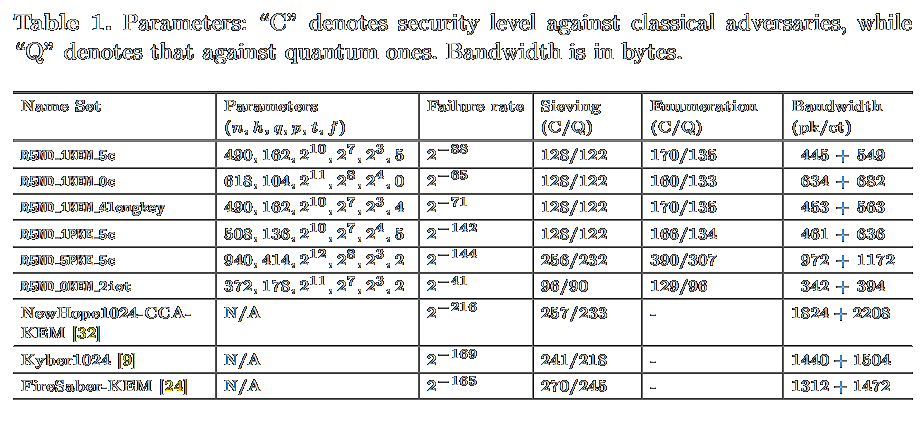 Table 1. Parameters: “C” denotes security level against classical adversaries, while
“Q” denotes that against quantum ones. Bandwidth is in bytes.
Name Set Parameters Failure rate Sieving Enumeration Bandwidth
(n, h, q, p, t, f) (C/Q) (C/Q) (pk/ct)
R5ND_1KEM_5c 490, 162, 2^10, 2^7, 2^3, 5 2^−88 128/122 170/135 445 + 549
R5ND_1KEM_0c 618, 104, 2^11, 2^8, 2^4, 0 2^−65 128/122 160/133 634 + 682
R5ND_1KEM_4longkey 490, 162, 2^10, 2^7, 2^3, 4 2^−71 128/122 170/135 453 + 563
R5ND_1PKE_5c 508, 136, 2^10, 2^7, 2^4, 5 2^−142 128/122 166/134 461 + 636
R5ND_5PKE_5c 940, 414, 2^12, 2^8, 2^3, 2 2^−144 256/232 390/307 972 + 1172
R5ND_0KEM_2iot 372, 178, 2^11, 2^7, 2^3, 2 2^−41 96/90 129/96 342 + 394
NewHope1024-CCA- N/A 2^−216 257/233 - 1824 + 2208
KEM [32]
Kyber1024 [9] N/A 2^−169 241/218 - 1440 + 1504
FireSaber-KEM [24] N/A 2^−165 270/245 - 1312 + 1472